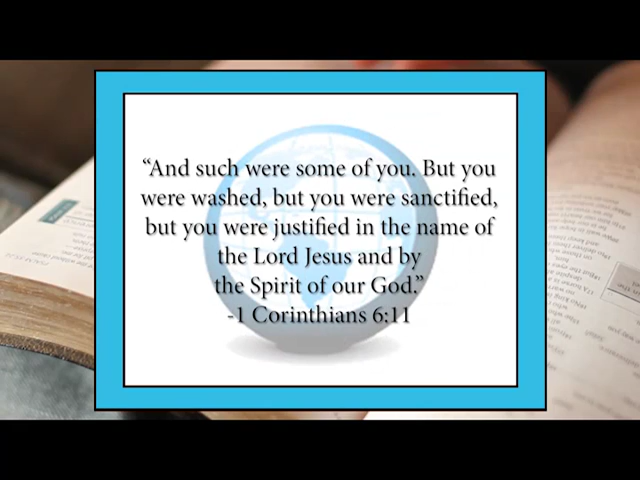 “And such were some of you. But you
were washed, but you were sanctified,
but you were justified in the name of
the Lord Jesus and by
the Spirit of our God.”
-1 Corinthians 6:11